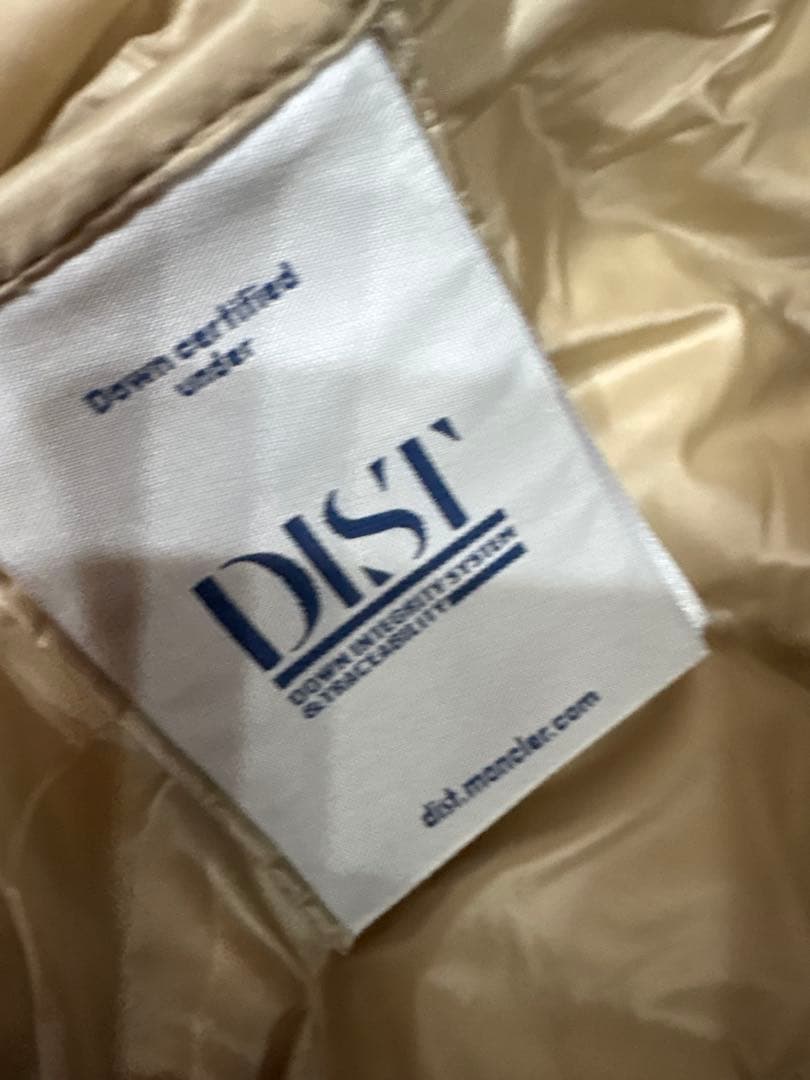 Down certified
under
DIST
DOWN INTEGRITY SYSTEM
& TRACEABILITY
dist.moncler.com